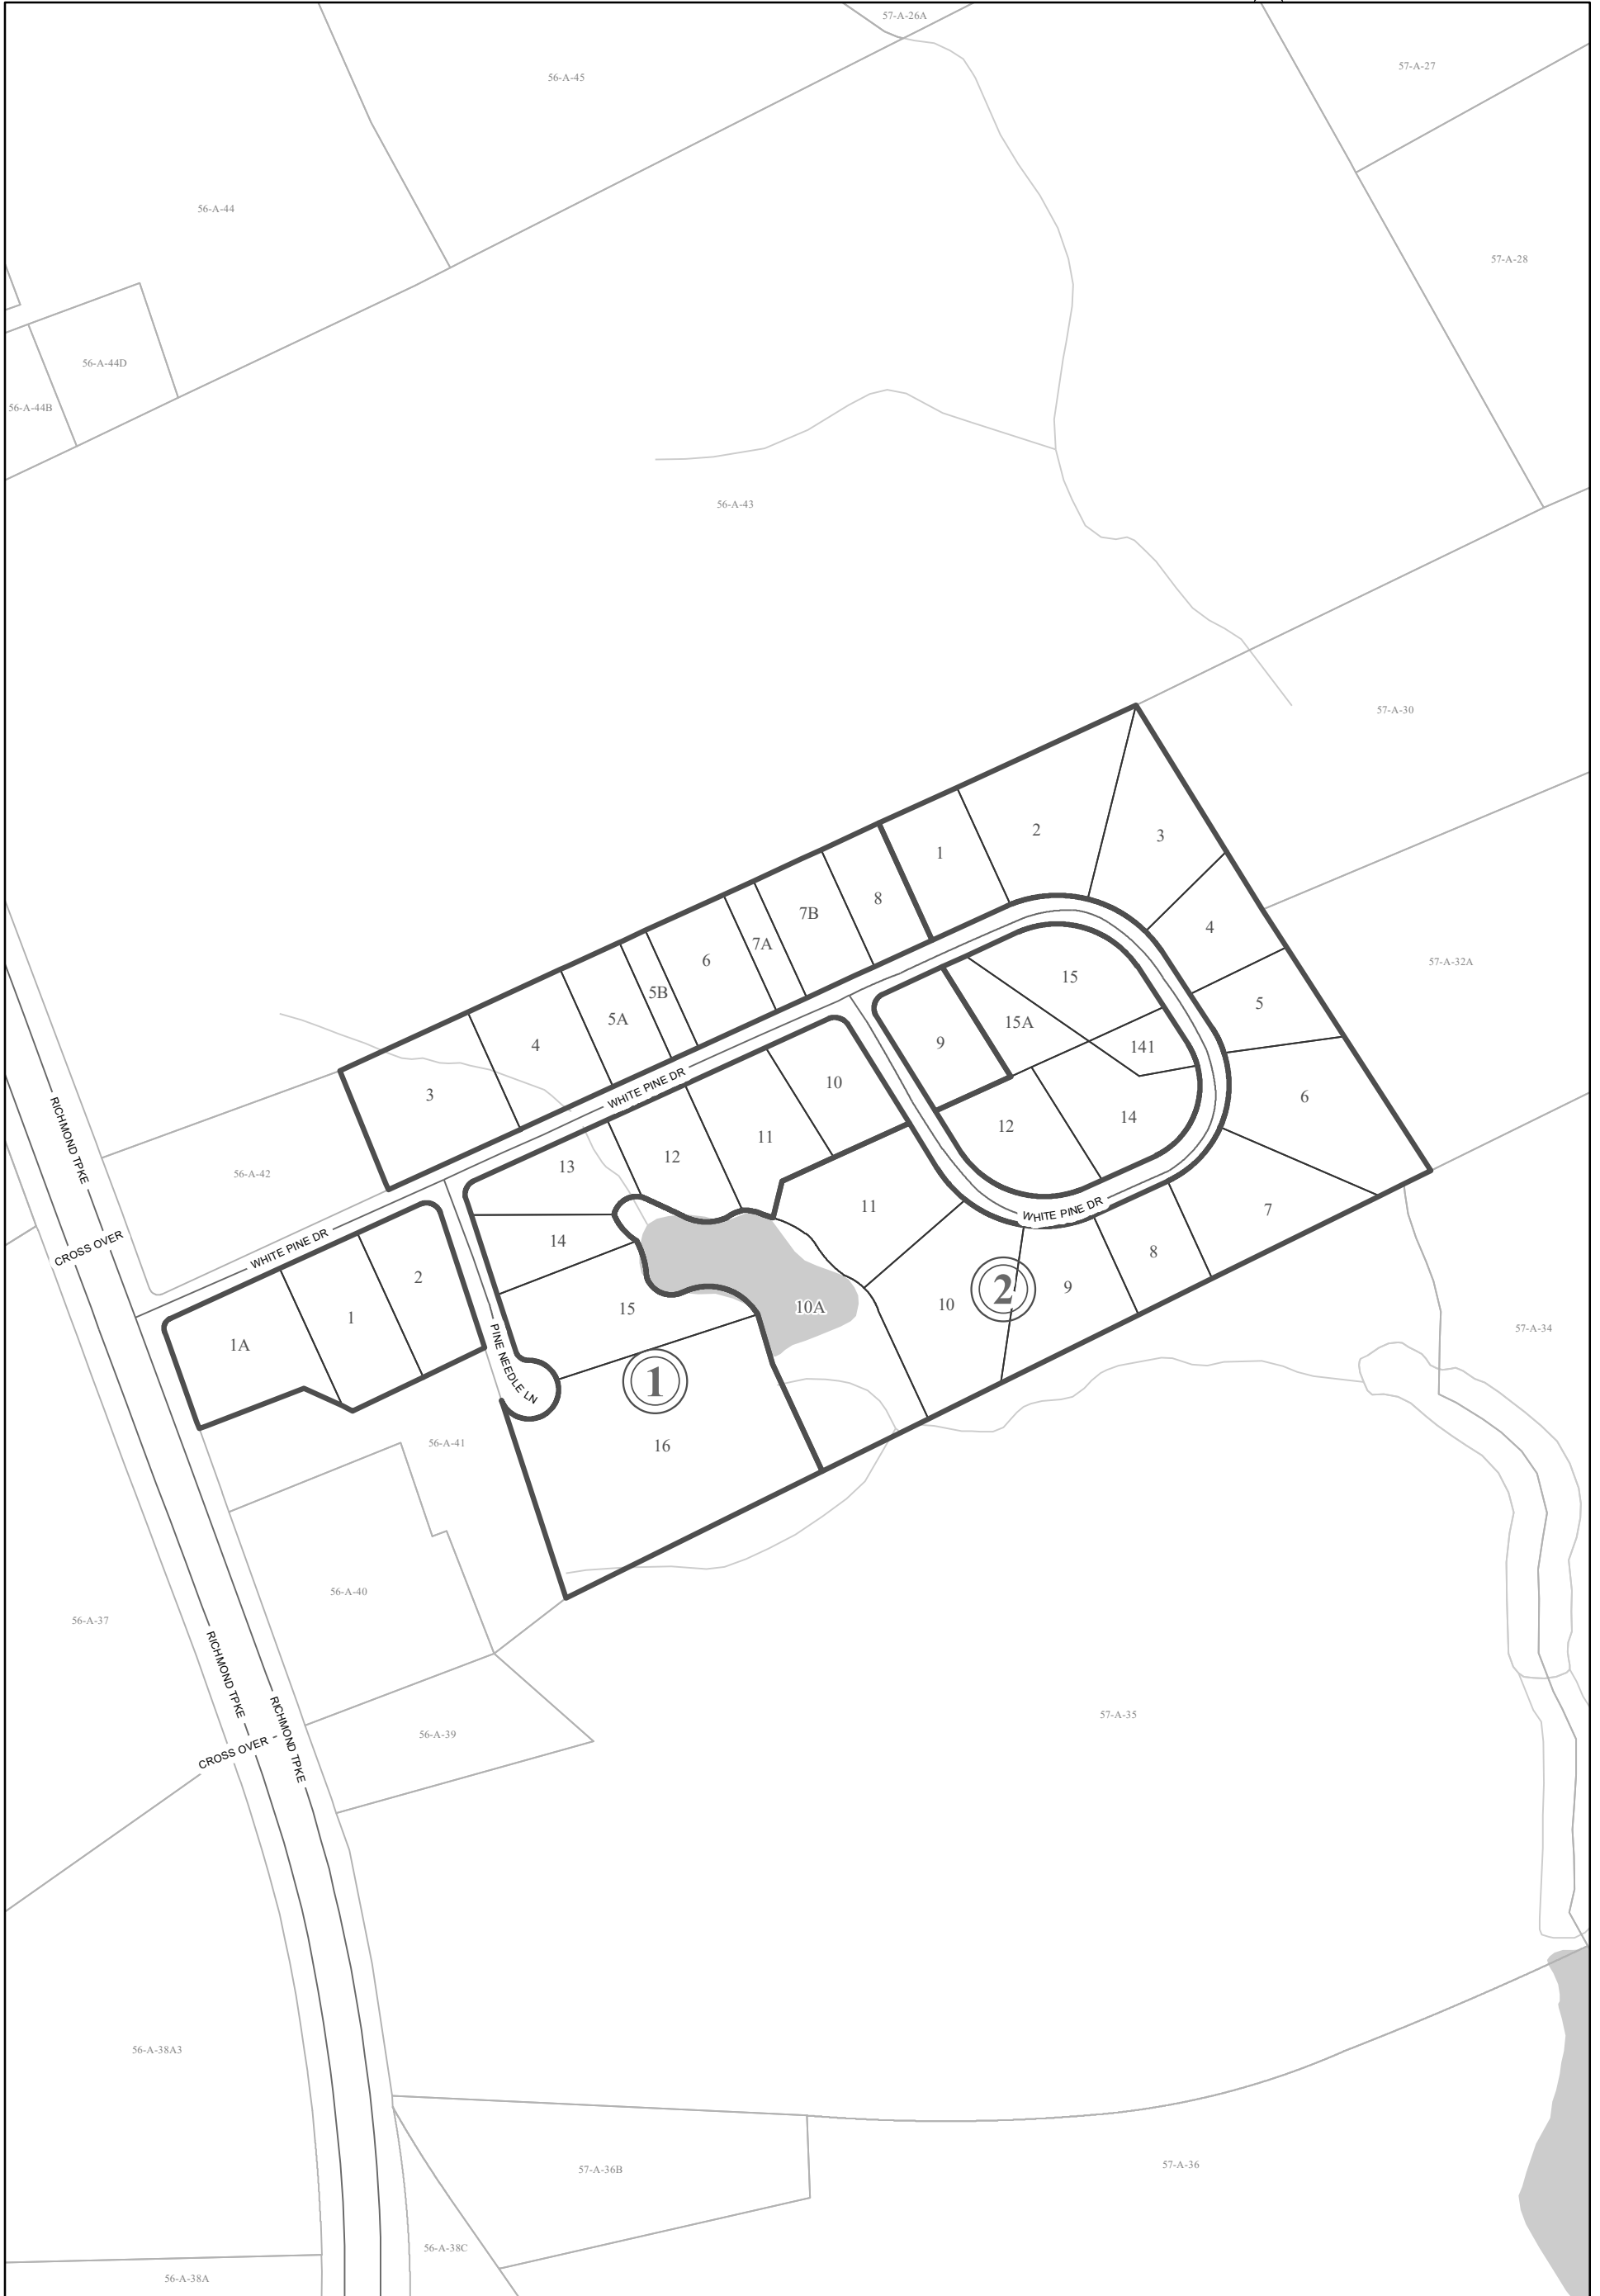 57-A-26A
56-A-45
57-A-27
56-A-44
57-A-28
56-A-44D
56-A-44B
56-A-43
57-A-30
2
3
1
8
7B
4
7A
6
57-A-32A
15
5B
5
5A
15A
9
4
141
10
3
6
14
12
11
12
13
56-A-42
RICHMOND TPKE
WHITE PINE DR
11
7
WHITE PINE DR
14
CROSS OVER
WHITE PINE DR
8
2
9
2
10
15
10A
1
1A
57-A-34
PINE NEEDLE LN
1
56-A-41
16
56-A-40
56-A-37
RICHMOND TPKE
57-A-35
56-A-39
RICHMOND TPKE
CROSS OVER
56-A-38A3
57-A-36
57-A-36B
56-A-38C
56-A-38A